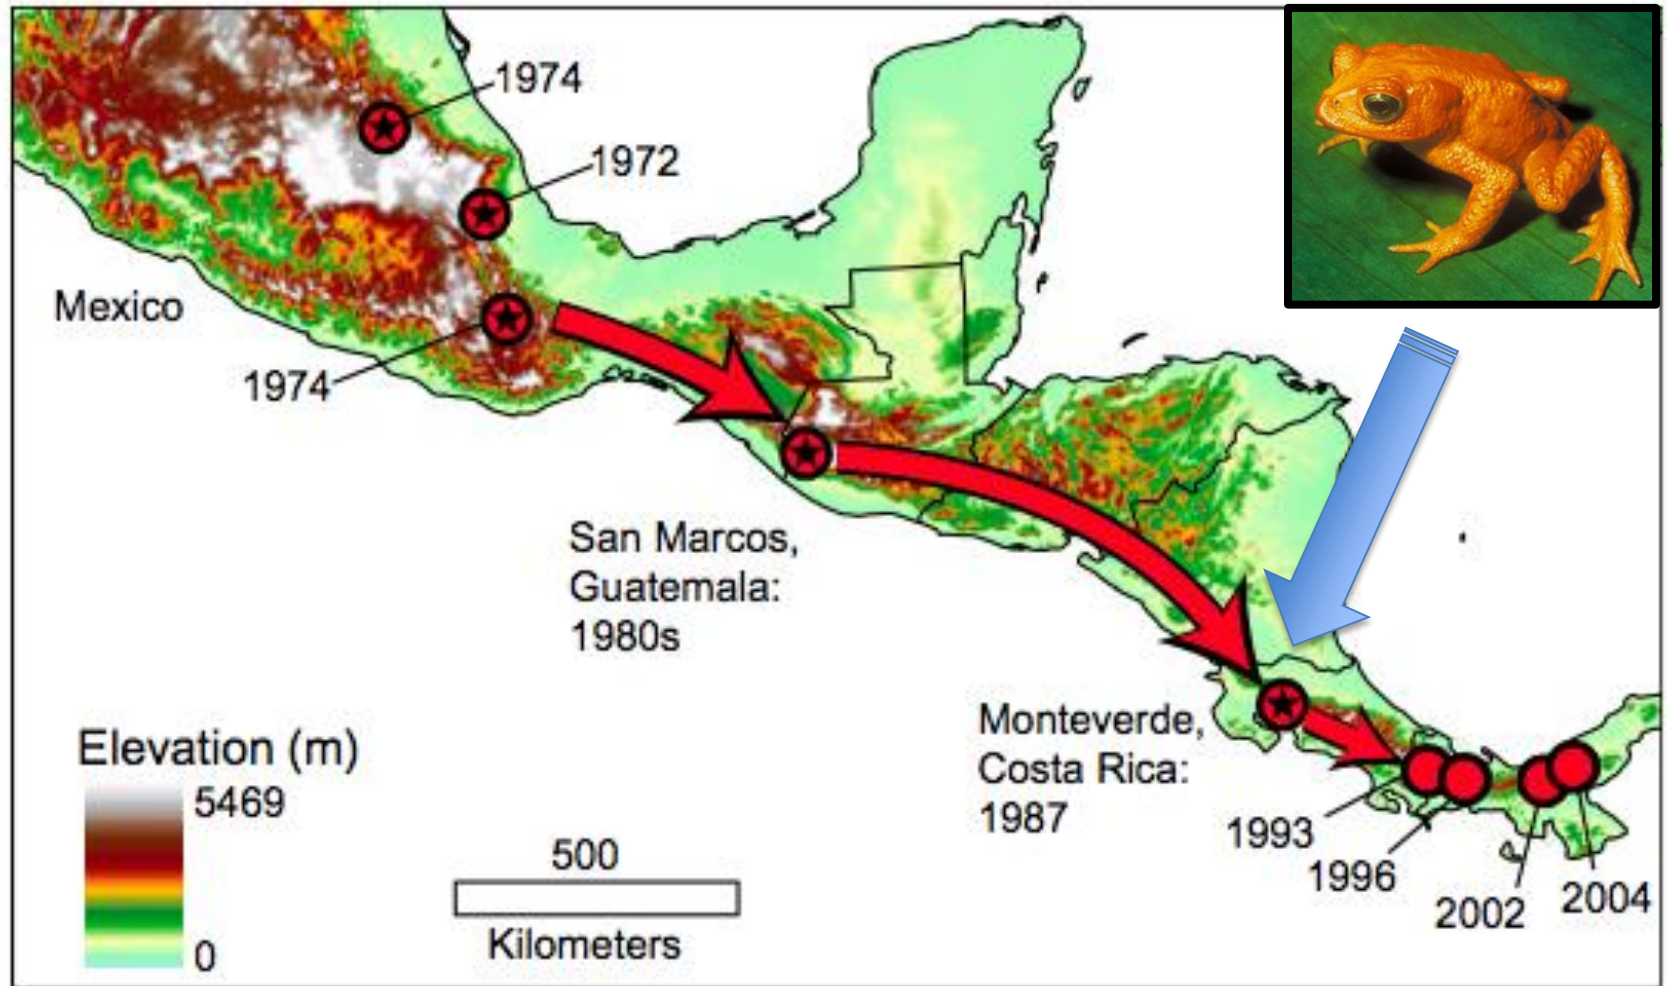 1974
1972
Mexico
1974
San Marcos,
Guatemala:
1980s
Monteverde,
Costa Rica:
1987
1993
1996
2002
2004
Elevation (m)
5469
0
500
Kilometers